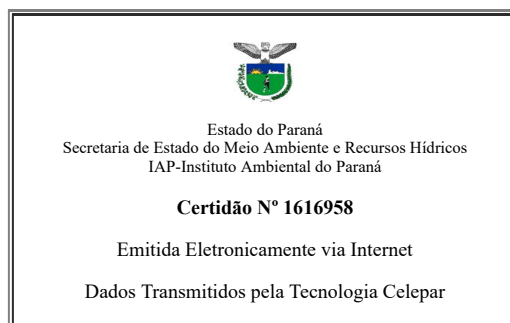 Estado do Paraná
Secretaria de Estado do Meio Ambiente e Recursos Hídricos
IAP-Instituto Ambiental do Paraná
Certidão Nº 1616958
Emitida Eletronicamente via Internet
Dados Transmitidos pela Tecnologia Celepar